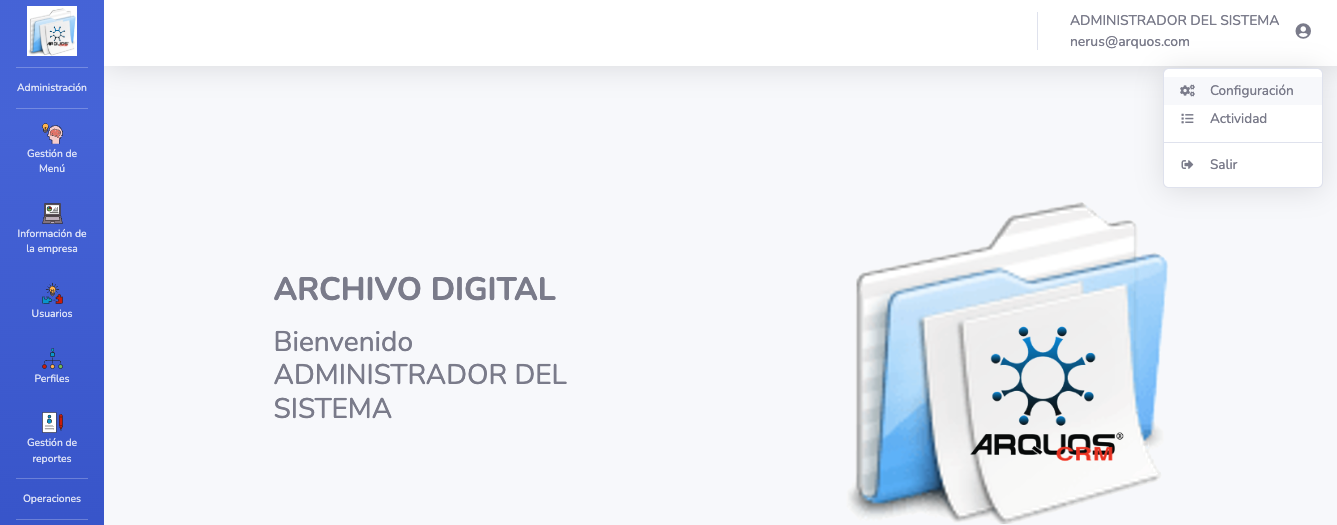 ARQUOS
Administración
Gestión de
Menú
Información de
la empresa
Usuarios
Perfiles
Gestión de
reportes
Operaciones
ADMINISTRADOR DEL SISTEMA
nerus@arquos.com
Configuración
Actividad
Salir
ARCHIVO DIGITAL
Bienvenido
ADMINISTRADOR DEL
SISTEMA
ARQUOS®
CRM